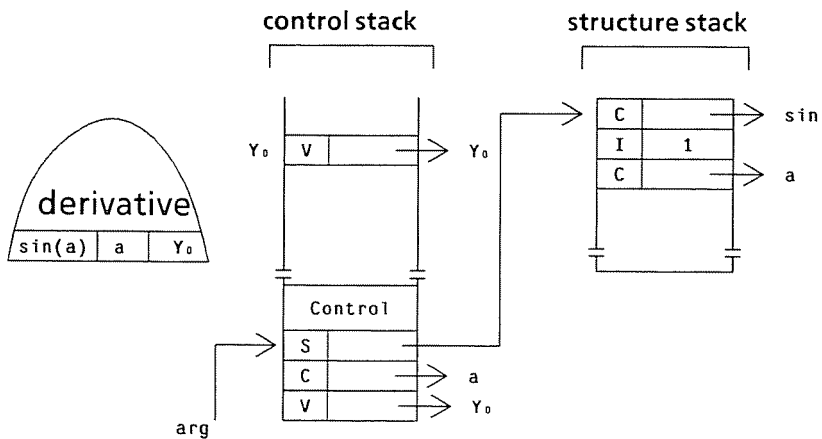 control stack
structure stack
C sin
Y₀ V Y₀
I 1
C a
derivative
sin(a) a Y₀
Control
S
C a
V Y₀
arg